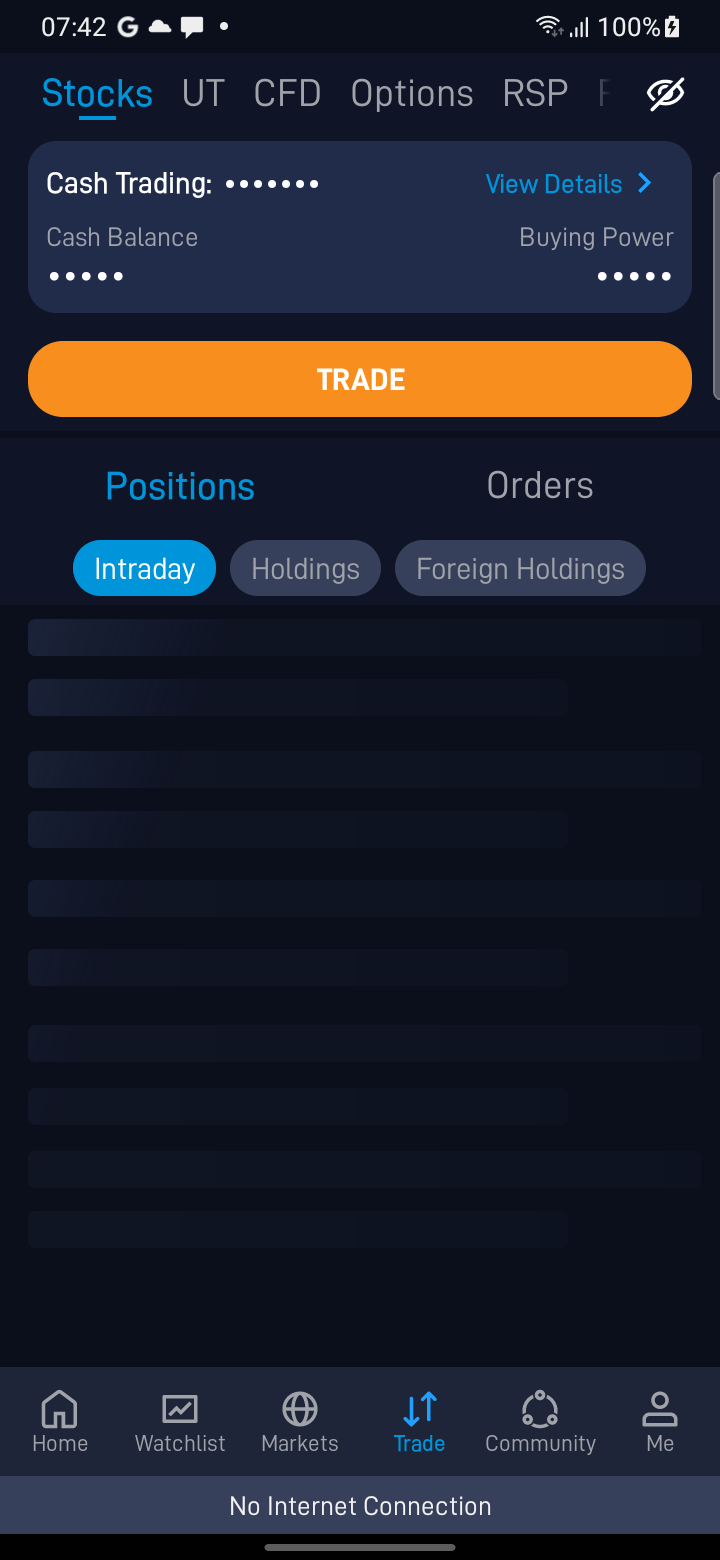 07:42 100%
Stocks UT CFD Options RSP
Cash Trading: ••••••• View Details
Cash Balance Buying Power
••••• •••••
TRADE
Positions Orders
Intraday Holdings Foreign Holdings
Home Watchlist Markets Trade Community Me
No Internet Connection